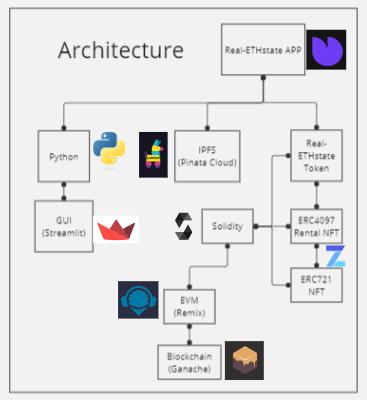 Architecture
Real-ETHstate APP
Python
IPFS
(Pinata Cloud)
Real-
ETHstate
Token
GUI
(Streamlit)
Solidity
ERC4097
Rental NFT
ERC721
NFT
EVM
(Remix)
Blockchain
(Ganache)